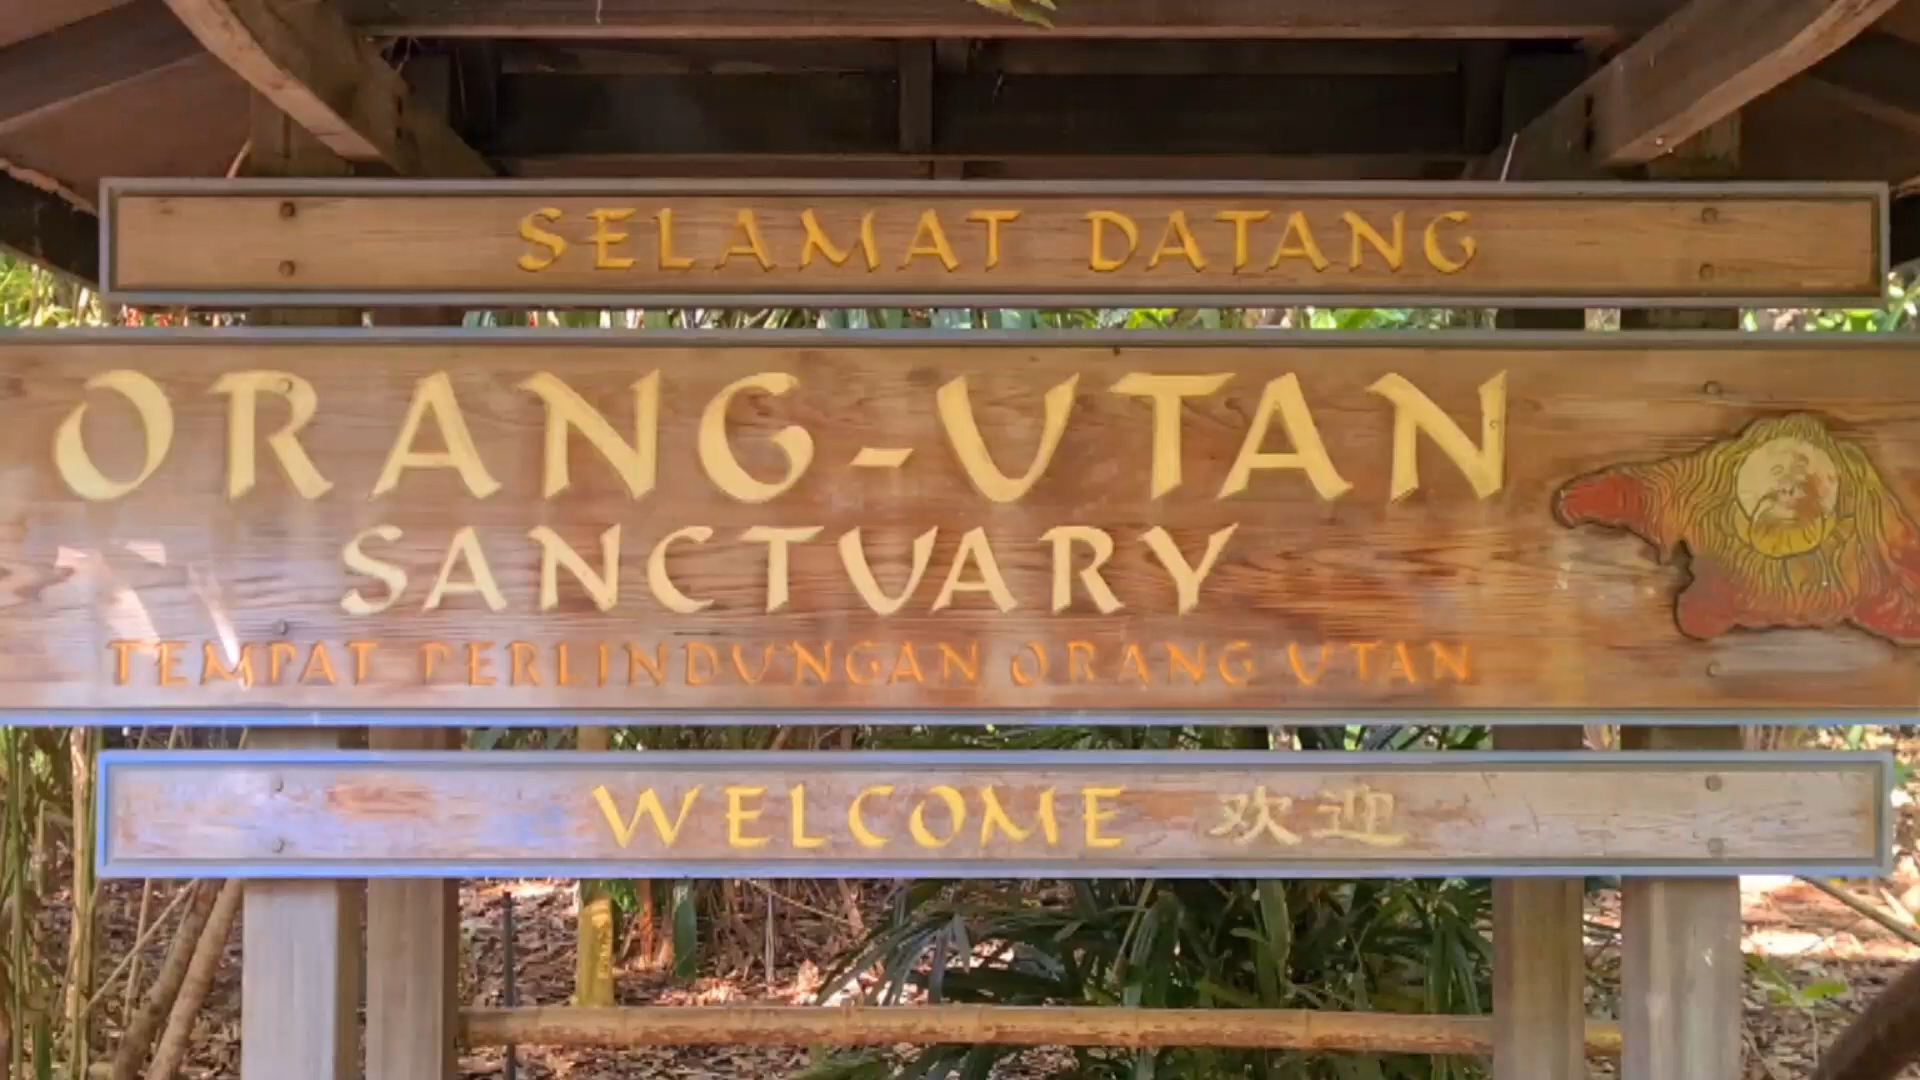 SELAMAT DATANG
ORANG-UTAN
SANCTUARY
TEMPAT PERLINDUNGAN ORANG UTAN
WELCOME 欢迎